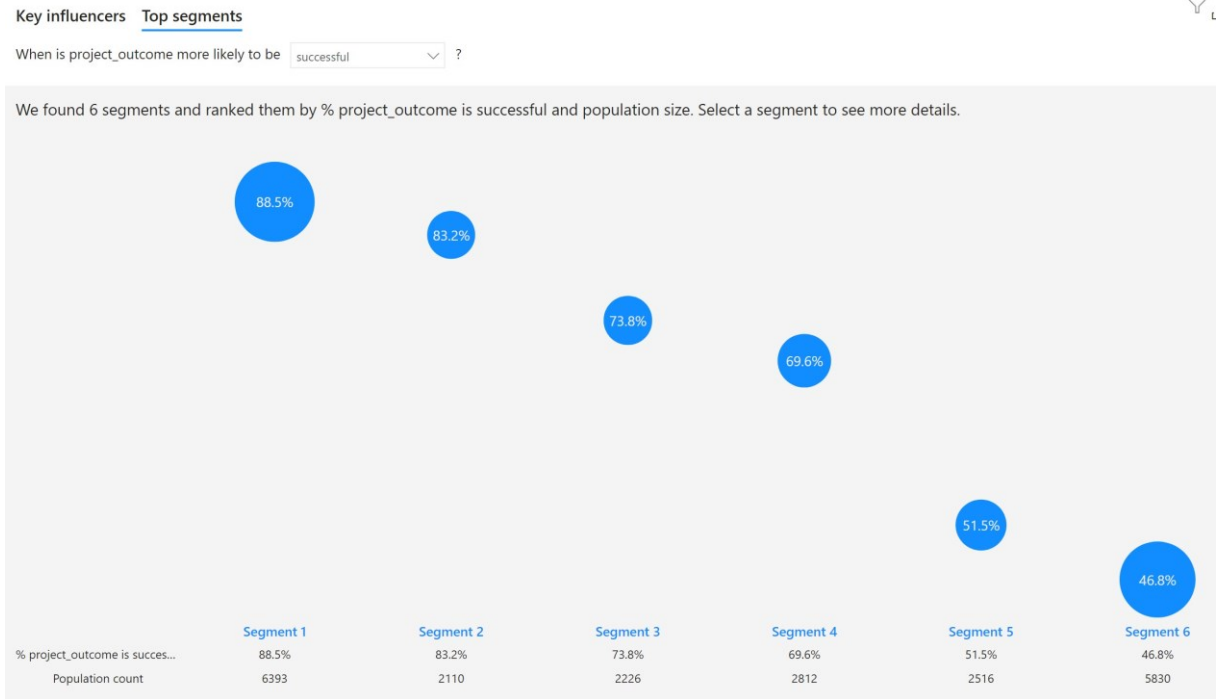 Key influencers Top segments
When is project_outcome more likely to be successful ?
We found 6 segments and ranked them by % project_outcome is successful and population size. Select a segment to see more details.
88.5%
83.2%
73.8%
69.6%
51.5%
46.8%
Segment 1 Segment 2 Segment 3 Segment 4 Segment 5 Segment 6
% project_outcome is succes... 88.5% 83.2% 73.8% 69.6% 51.5% 46.8%
Population count 6393 2110 2226 2812 2516 5830